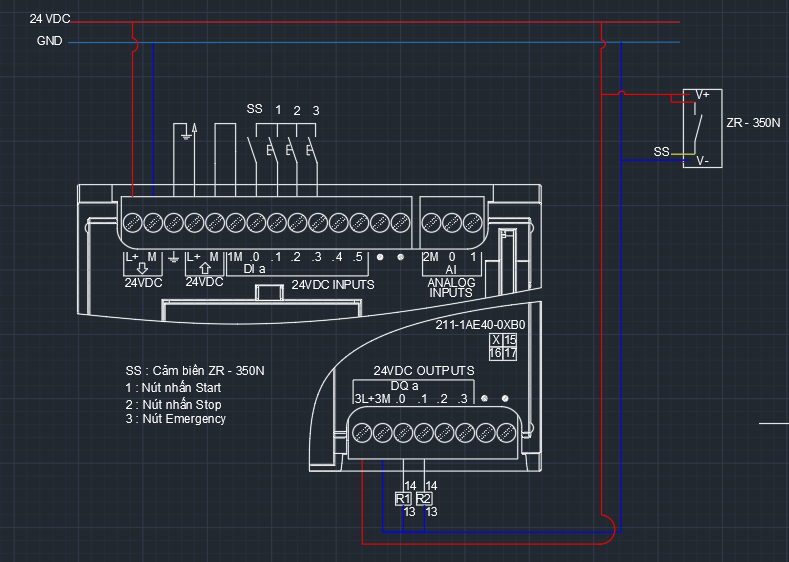 24 VDC
GND
SS 1 2 3
V+
ZR - 350N
SS
V-
L+ M L+ M 1M .0 .1 .2 .3 .4 .5 2M 0 1
DI a AI
24VDC 24VDC 24VDC INPUTS ANALOG
INPUTS
211-1AE40-0XB0
X 15
16 17
SS : Cảm biến ZR - 350N
1 : Nút nhấn Start
2 : Nút nhấn Stop
3 : Nút Emergency
24VDC OUTPUTS
DQ a
3L+3M .0 .1 .2 .3
14 14
R1 R2
13 13